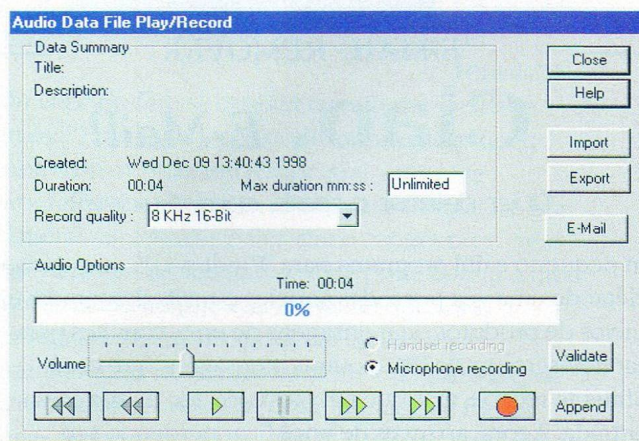 Audio Data File Play/Record
Data Summary
Title:
Description:
Created: Wed Dec 09 13:40:43 1998
Duration: 00:04 Max duration mm:ss : Unlimited
Record quality : 8 KHz 16-Bit
Close
Help
Import
Export
E-Mail
Audio Options
Time: 00:04
0%
Volume
Handset recording
Microphone recording
Validate
Append